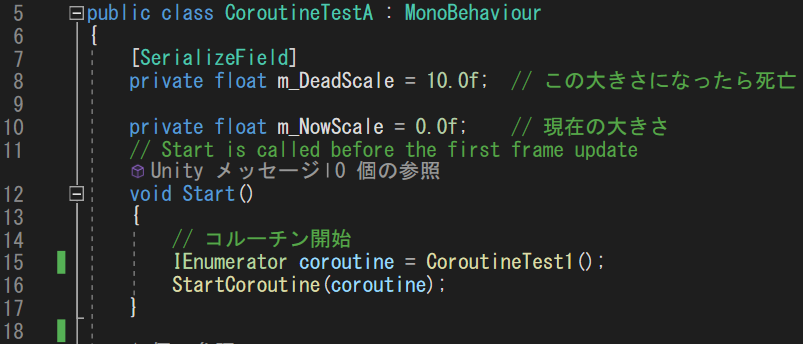 5 public class CoroutineTestA : MonoBehaviour
6 {
7 [SerializeField]
8 private float m_DeadScale = 10.0f; // この大きさになったら死亡
9
10 private float m_NowScale = 0.0f; // 現在の大きさ
11 // Start is called before the first frame update
Unity メッセージ|0 個の参照
12 void Start()
13 {
14 // コルーチン開始
15 IEnumerator coroutine = CoroutineTest1();
16 StartCoroutine(coroutine);
17 }
18